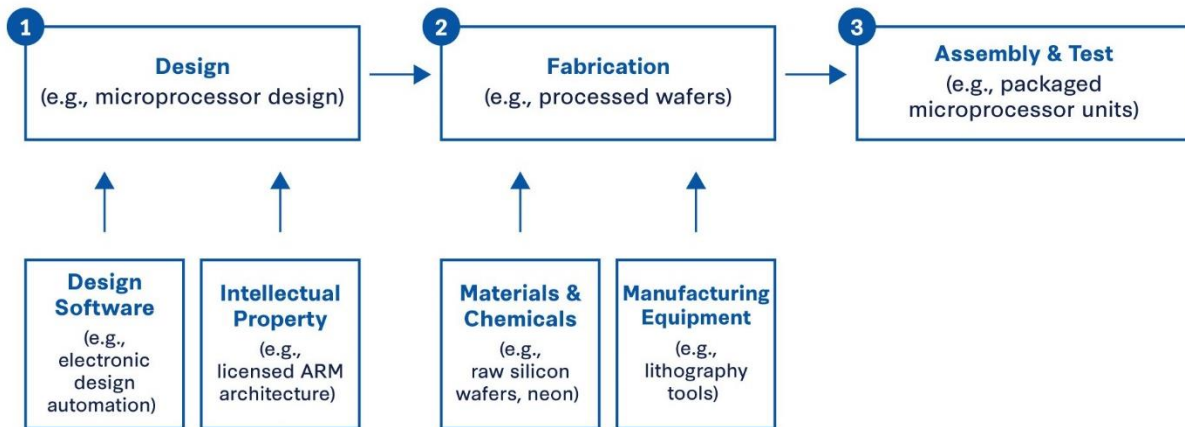 1
Design
(e.g., microprocessor design)
2
Fabrication
(e.g., processed wafers)
3
Assembly & Test
(e.g., packaged
microprocessor units)
Design
Software
(e.g.,
electronic
design
automation)
Intellectual
Property
(e.g.,
licensed ARM
architecture)
Materials &
Chemicals
(e.g.,
raw silicon
wafers, neon)
Manufacturing
Equipment
(e.g.,
lithography
tools)